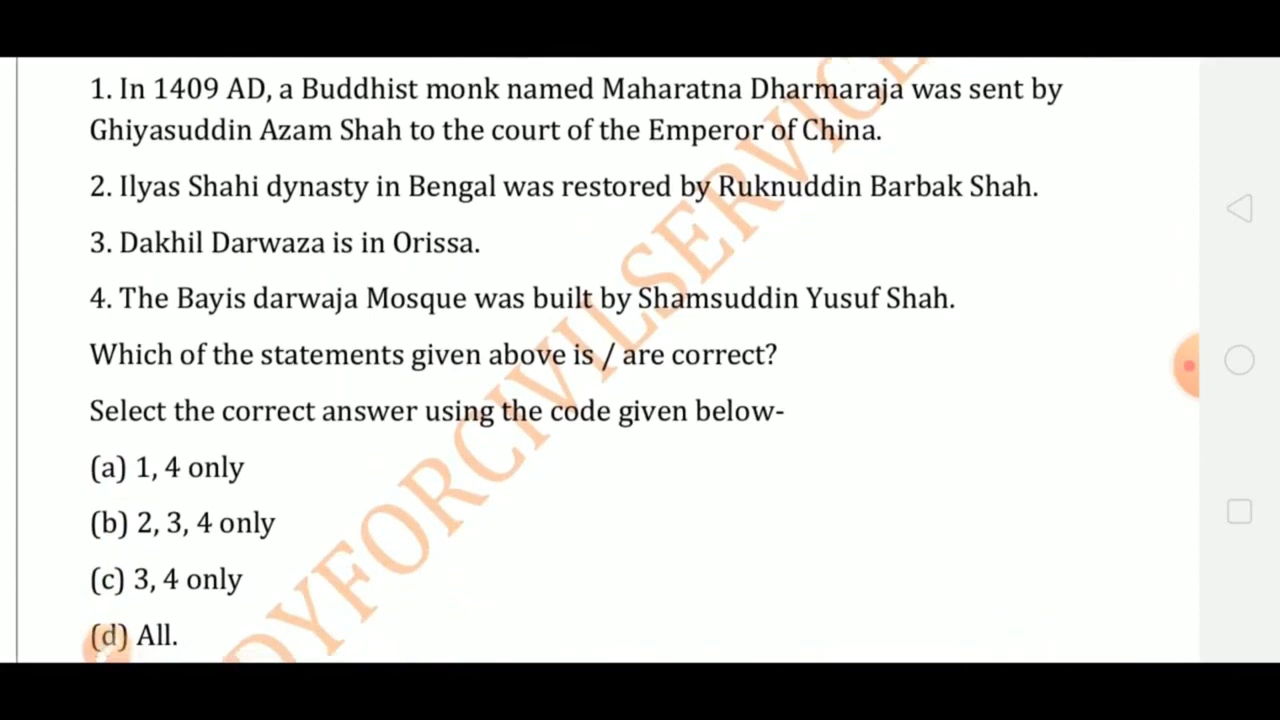 1. In 1409 AD, a Buddhist monk named Maharatna Dharmaraja was sent by
Ghiyasuddin Azam Shah to the court of the Emperor of China.
2. Ilyas Shahi dynasty in Bengal was restored by Ruknuddin Barbak Shah.
3. Dakhil Darwaza is in Orissa.
4. The Bayis darwaja Mosque was built by Shamsuddin Yusuf Shah.
Which of the statements given above is / are correct?
Select the correct answer using the code given below-
(a) 1, 4 only
(b) 2, 3, 4 only
(c) 3, 4 only
(d) All.
DYFORCIVILSERVICE